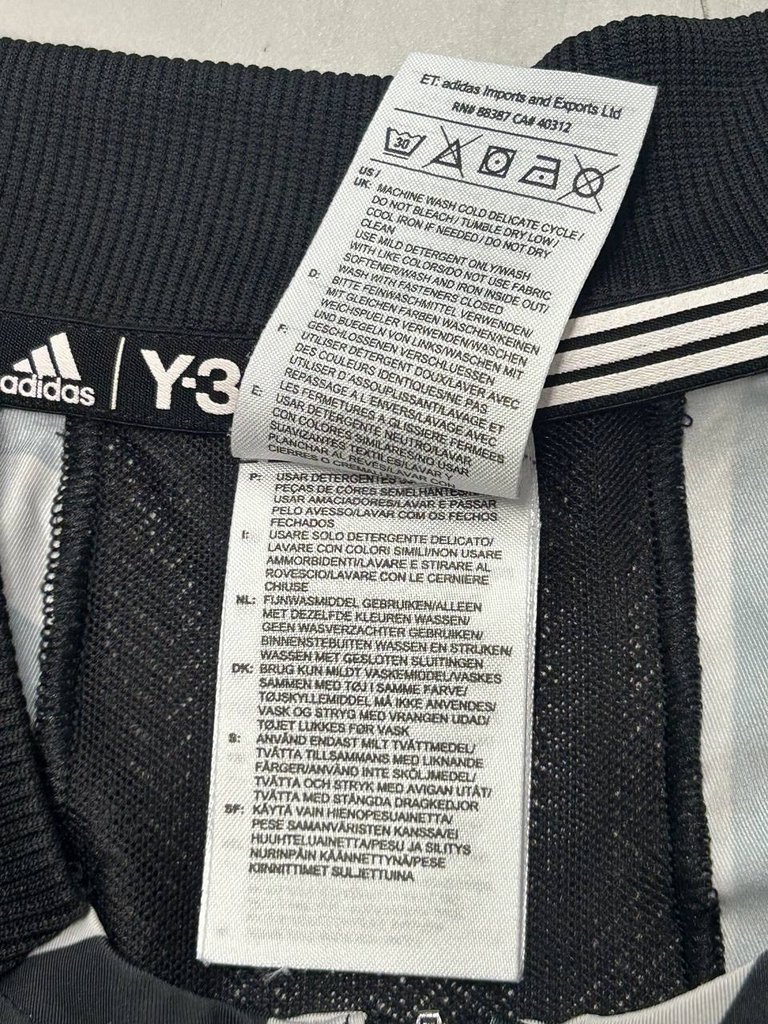 ET: adidas Imports and Exports Ltd
RN# 88387 CA# 40312
30
US /
UK: MACHINE WASH COLD DELICATE CYCLE /
DO NOT BLEACH / TUMBLE DRY LOW /
COOL IRON IF NEEDED / DO NOT DRY
CLEAN
USE MILD DETERGENT ONLY/WASH
WITH LIKE COLORS/DO NOT USE FABRIC
SOFTENER/WASH AND IRON INSIDE OUT/
WASH WITH FASTENERS CLOSED
D: BITTE FEINWASCHMITTEL VERWENDEN/
MIT GLEICHEN FARBEN WASCHEN/KEINEN
WEICHSPUELER VERWENDEN/WASCHEN
UND BUEGELN VON LINKS/WASCHEN MIT
GESCHLOSSENEN VERSCHLUESSEN
F: UTILISER DETERGENT DOUX/LAVER AVEC
DES COULEURS IDENTIQUES/NE PAS
UTILISER D'ASSOUPLISSANT/LAVAGE ET
REPASSAGE A L'ENVERS/LAVAGE AVEC
LES FERMETURES A GLISSIERE FERMEES
E: USAR DETERGENTE NEUTRO/LAVAR
CON COLORES SIMILARES/NO USAR
SUAVIZANTES TEXTILES/LAVAR Y
PLANCHAR AL REVES/LAVAR CON
CIERRES O
adidas | Y-3
P: USAR DETERGENTES
PEÇAS DE CÔRES SEMELHANTES/
USAR AMACIADORES/LAVAR E PASSAR
PELO AVESSO/LAVAR COM OS FECHOS
FECHADOS
I: USARE SOLO DETERGENTE DELICATO/
LAVARE CON COLORI SIMILI/NON USARE
AMMORBIDENTI/LAVARE E STIRARE AL
ROVESCIO/LAVARE CON LE CERNIERE
CHIUSE
NL: FIJNWASMIDDEL GEBRUIKEN/ALLEEN
MET DEZELFDE KLEUREN WASSEN/
GEEN WASVERZACHTER GEBRUIKEN/
BINNENSTEBUITEN WASSEN EN STRIJKEN/
WASSEN MET GESLOTEN SLUITINGEN
DK: BRUG KUN MILDT VASKEMIDDEL/VASKES
SAMMEN MED TØJ I SAMME FARVE/
TØJSKYLLEMIDDEL MÅ IKKE ANVENDES/
VASK OG STRYG MED VRANGEN UDAD/
TØJET LUKKES FØR VASK
S: ANVÄND ENDAST MILT TVÄTTMEDEL/
TVÄTTA TILLSAMMANS MED LIKNANDE
FÄRGER/ANVÄND INTE SKÖLJMEDEL/
TVÄTTA OCH STRYK MED AVIGAN UTÅT/
TVÄTTA MED STÄNGDA DRAGKEDJOR
SF: KÄYTÄ VAIN HIENOPESUAINETTA/
PESE SAMANVÄRISTEN KANSSA/EI
HUUHTELUAINETTA/PESU JA SILITYS
NURINPÄIN KÄÄNNETTYNÄ/PESE
KIINNITTIMET SULJETTUINA